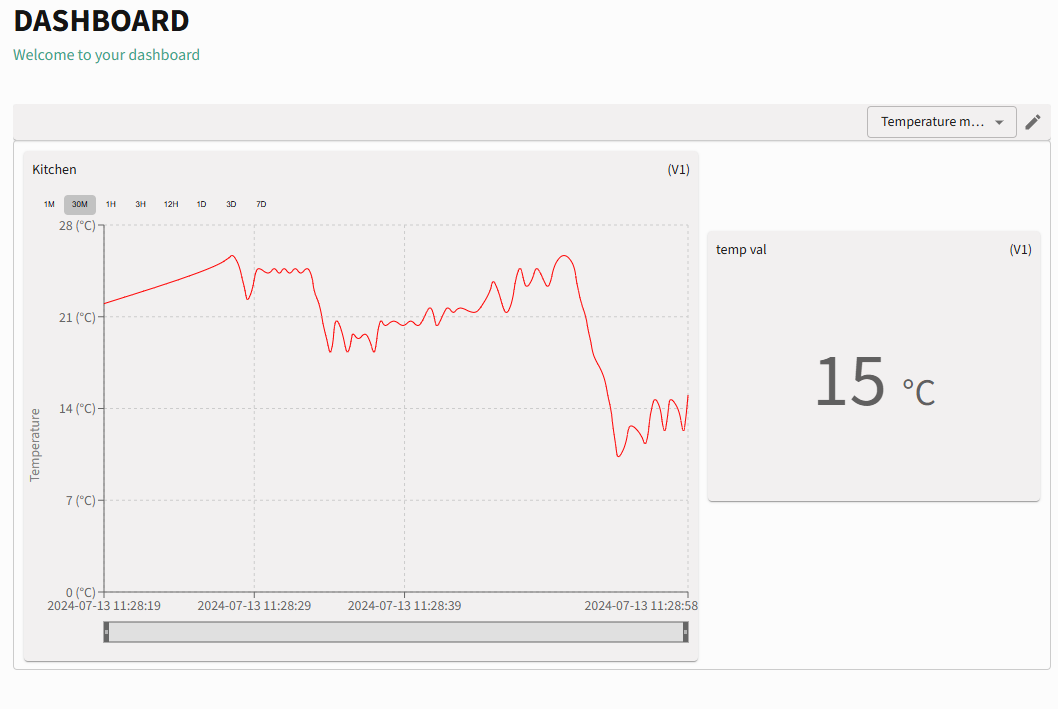 DASHBOARD
Welcome to your dashboard
Temperature m...
Kitchen
(V1)
1M 30M 1H 3H 12H 1D 3D 7D
28 (°C)
21 (°C)
14 (°C)
7 (°C)
0 (°C)
Temperature
2024-07-13 11:28:19
2024-07-13 11:28:29
2024-07-13 11:28:39
2024-07-13 11:28:58
temp val
(V1)
15 °C